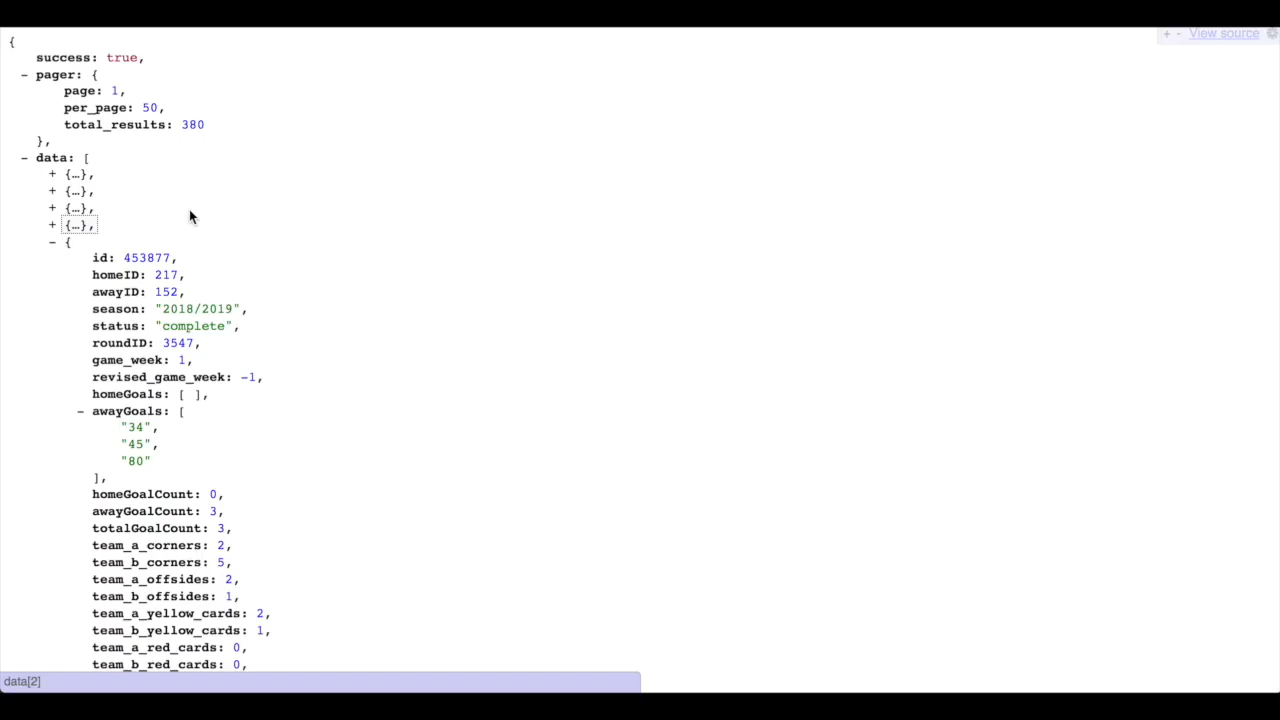 {
+ - View source
success: true,
- pager: {
page: 1,
per_page: 50,
total_results: 380
},
- data: [
+ {…},
+ {…},
+ {…},
+ {…},
- {
id: 453877,
homeID: 217,
awayID: 152,
season: "2018/2019",
status: "complete",
roundID: 3547,
game_week: 1,
revised_game_week: -1,
homeGoals: [ ],
- awayGoals: [
"34",
"45",
"80"
],
homeGoalCount: 0,
awayGoalCount: 3,
totalGoalCount: 3,
team_a_corners: 2,
team_b_corners: 5,
team_a_offsides: 2,
team_b_offsides: 1,
team_a_yellow_cards: 2,
team_b_yellow_cards: 1,
team_a_red_cards: 0,
team_b_red_cards: 0,
data[2]